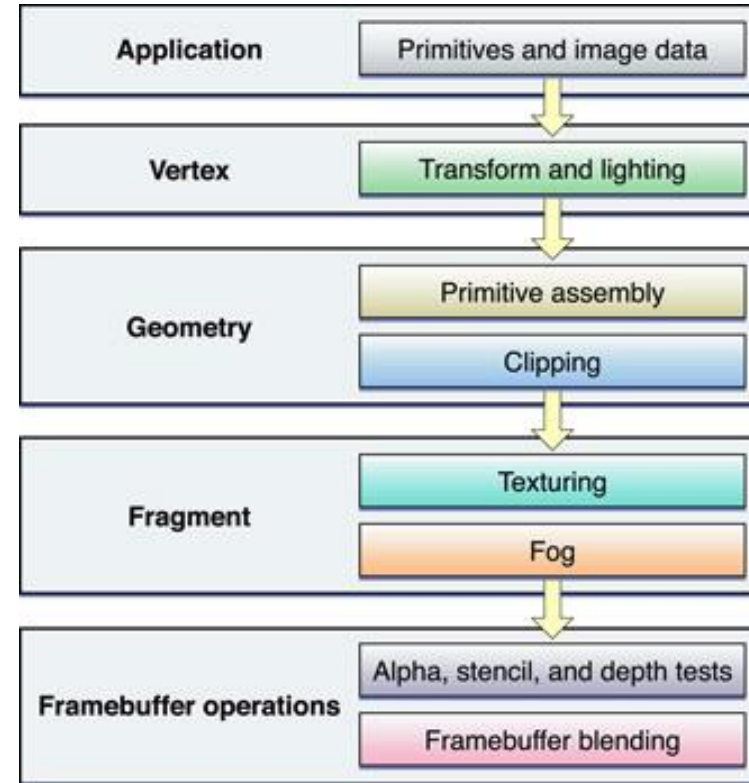 Application
Primitives and image data
Vertex
Transform and lighting
Geometry
Primitive assembly
Clipping
Fragment
Texturing
Fog
Framebuffer operations
Alpha, stencil, and depth tests
Framebuffer blending